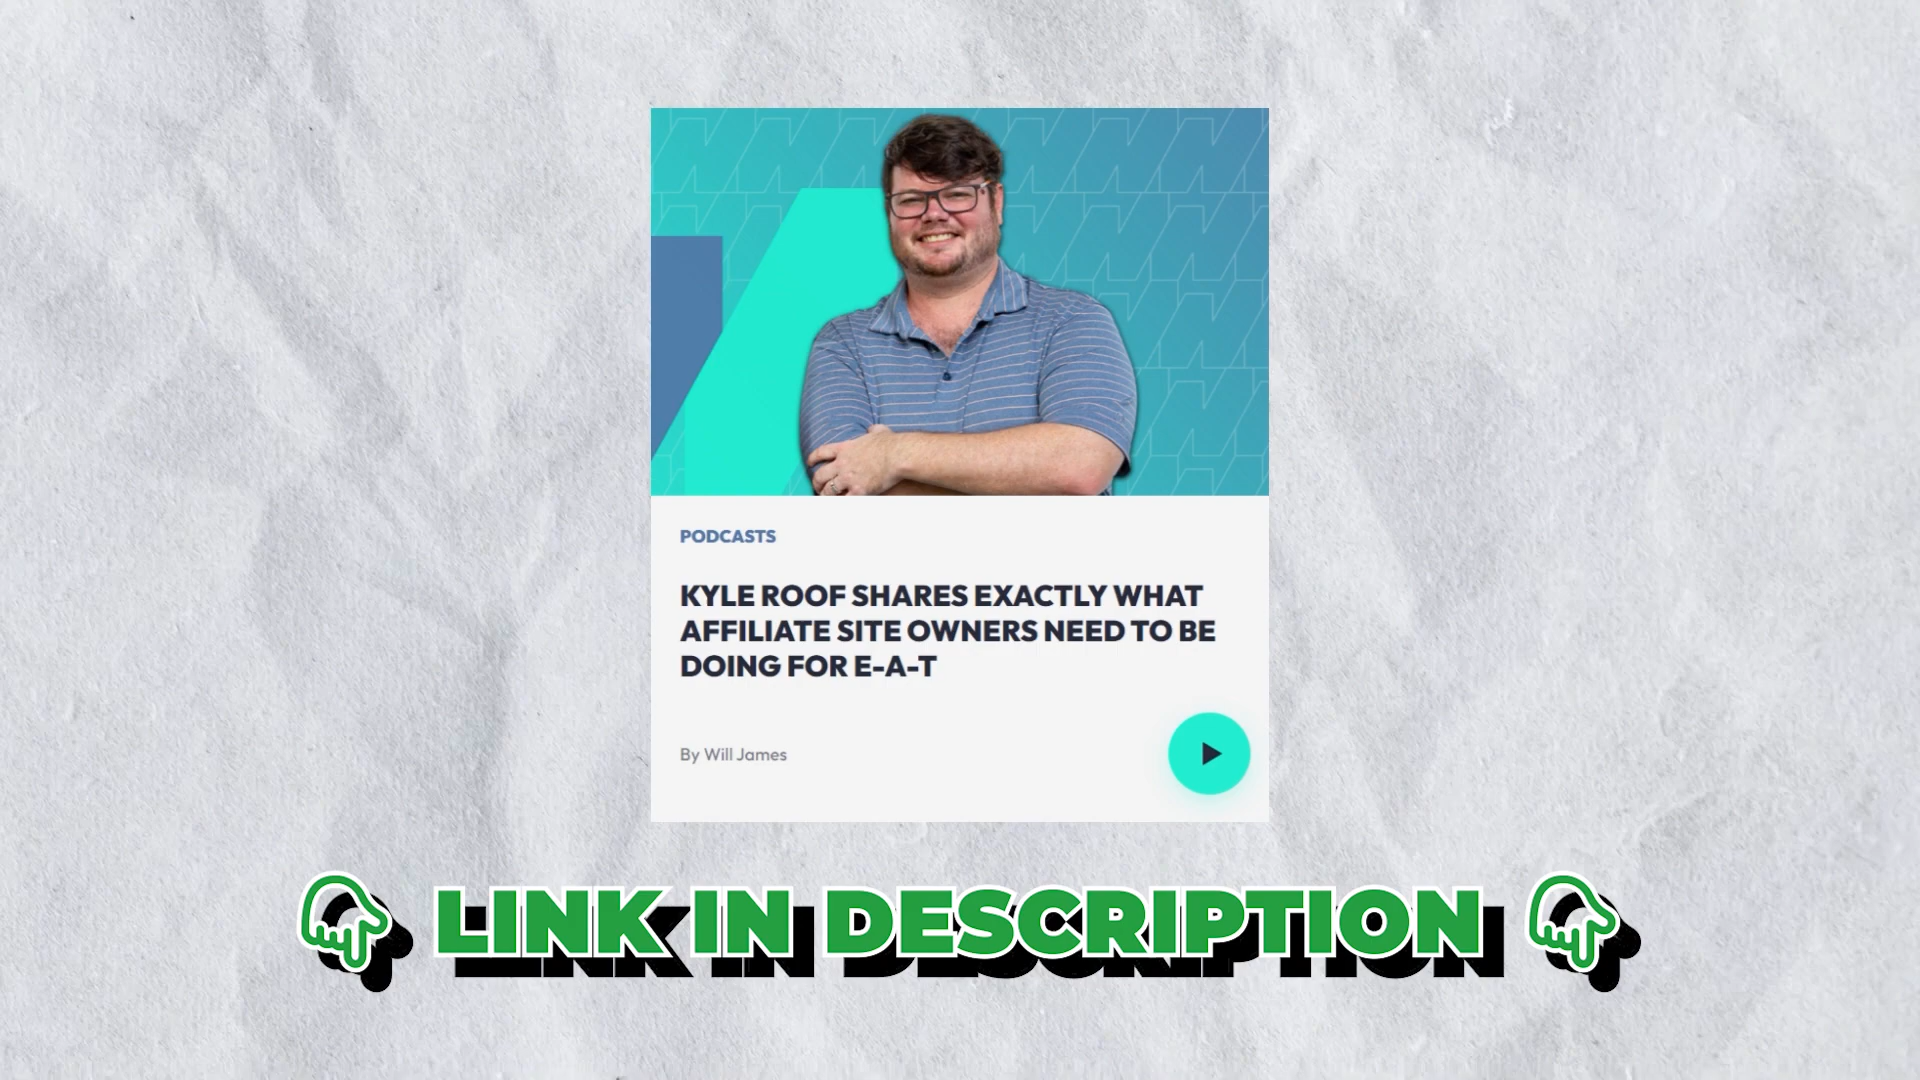 PODCASTS
KYLE ROOF SHARES EXACTLY WHAT
AFFILIATE SITE OWNERS NEED TO BE
DOING FOR E-A-T
By Will James
LINK IN DESCRIPTION